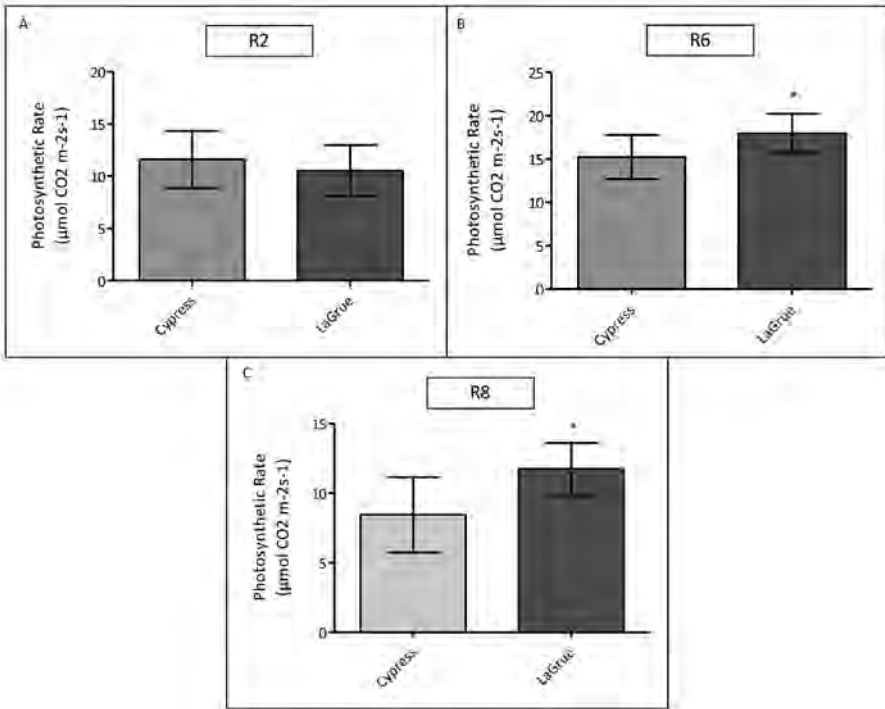 A
R2
Photosynthetic Rate
(µmol CO2 m-2s-1)
20
15
10
5
0
Cypress
LaGrue
B
R6
Photosynthetic Rate
(µmol CO2 m-2s-1)
25
20
15
10
5
0
*
Cypress
LaGrue
C
R8
Photosynthetic Rate
(µmol CO2 m-2s-1)
15
10
5
0
*
Cypress
LaGrue